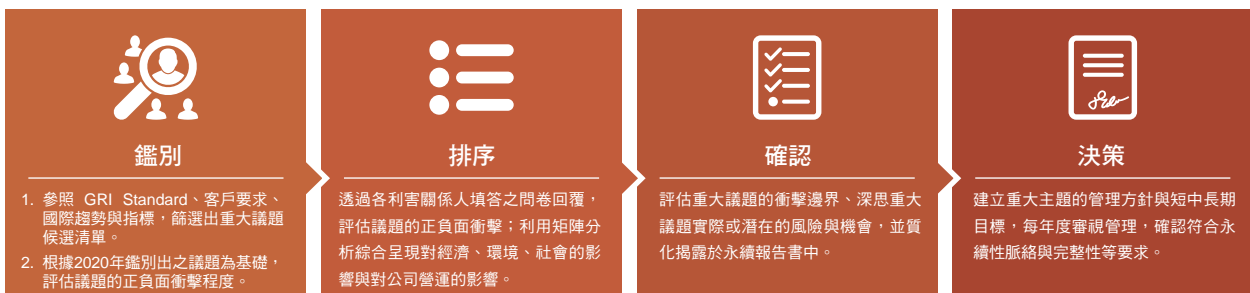 鑑別
1. 參照 GRI Standard、客戶要求、
國際趨勢與指標，篩選出重大議題
候選清單。
2. 根據2020年鑑別出之議題為基礎，
評估議題的正負面衝擊程度。
排序
透過各利害關係人填答之問卷回覆，
評估議題的正負面衝擊；利用矩陣分
析綜合呈現對經濟、環境、社會的影
響與對公司營運的影響。
確認
評估重大議題的衝擊邊界、深思重大
議題實際或潛在的風險與機會，並質
化揭露於永續報告書中。
決策
建立重大主題的管理方針與短中長期
目標，每年度審視管理，確認符合永
續性脈絡與完整性等要求。